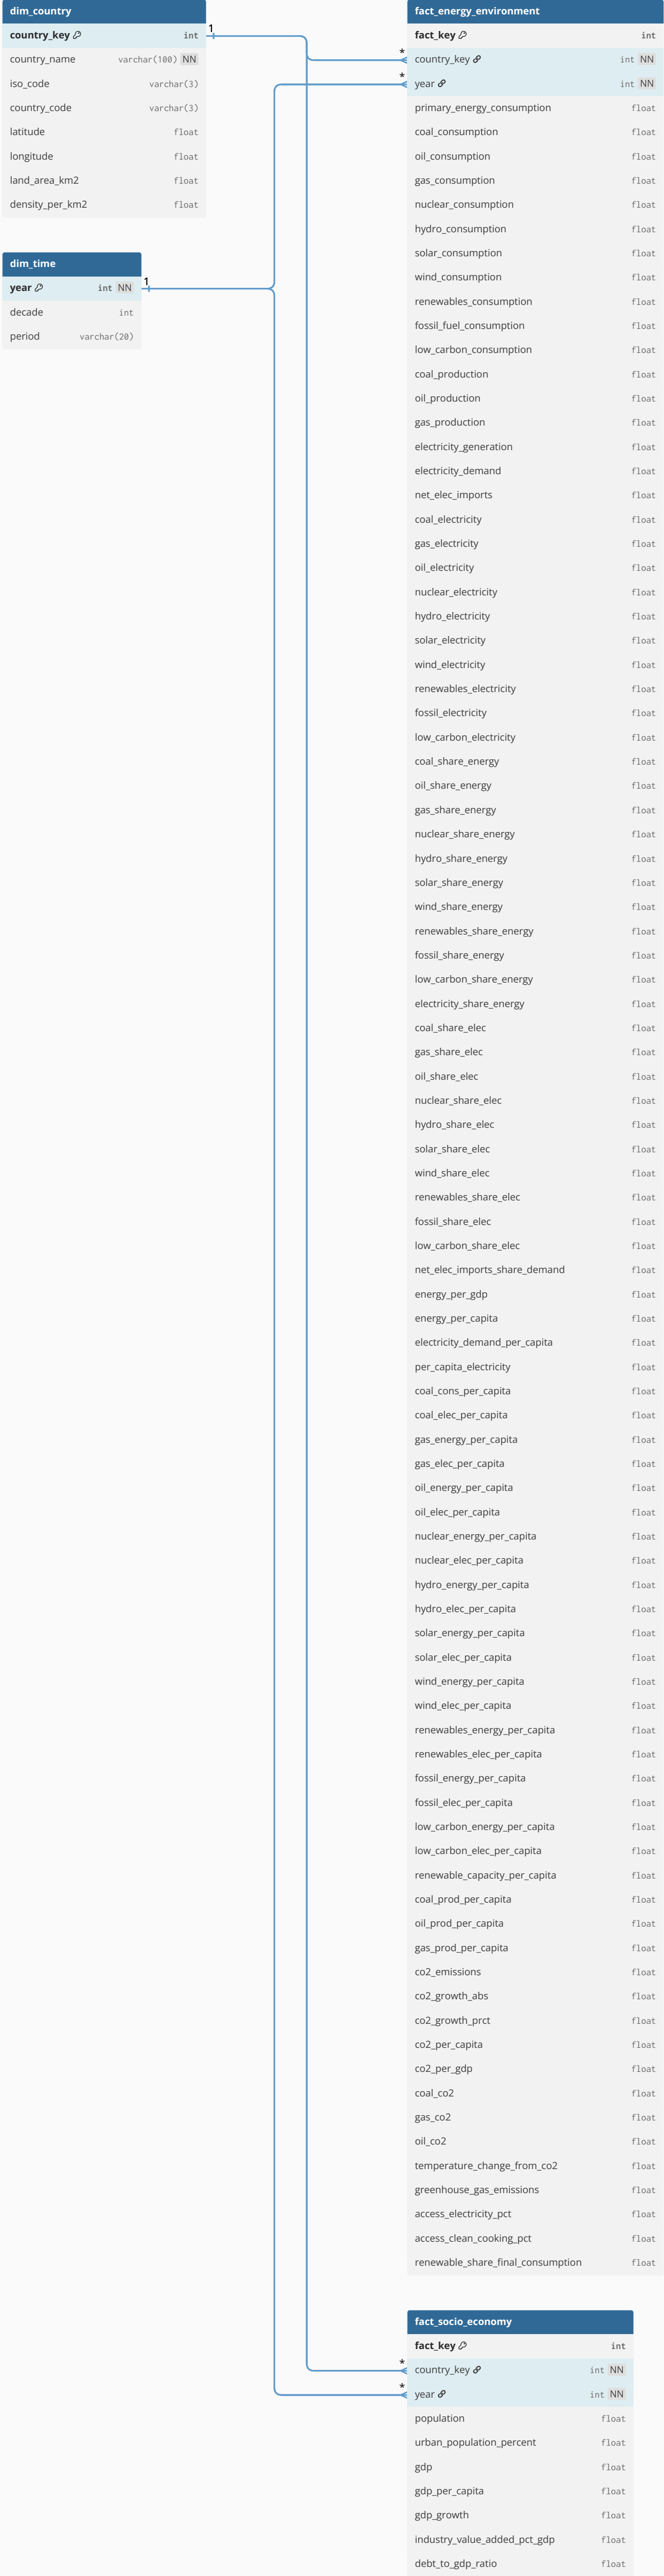 dim_country
country_key int
country_name varchar(100) NN
iso_code varchar(3)
country_code varchar(3)
latitude float
longitude float
land_area_km2 float
density_per_km2 float
1
dim_time
year int NN
decade int
period varchar(20)
1
fact_energy_environment
fact_key int
* country_key int NN
* year int NN
primary_energy_consumption float
coal_consumption float
oil_consumption float
gas_consumption float
nuclear_consumption float
hydro_consumption float
solar_consumption float
wind_consumption float
renewables_consumption float
fossil_fuel_consumption float
low_carbon_consumption float
coal_production float
oil_production float
gas_production float
electricity_generation float
electricity_demand float
net_elec_imports float
coal_electricity float
gas_electricity float
oil_electricity float
nuclear_electricity float
hydro_electricity float
solar_electricity float
wind_electricity float
renewables_electricity float
fossil_electricity float
low_carbon_electricity float
coal_share_energy float
oil_share_energy float
gas_share_energy float
nuclear_share_energy float
hydro_share_energy float
solar_share_energy float
wind_share_energy float
renewables_share_energy float
fossil_share_energy float
low_carbon_share_energy float
electricity_share_energy float
coal_share_elec float
gas_share_elec float
oil_share_elec float
nuclear_share_elec float
hydro_share_elec float
solar_share_elec float
wind_share_elec float
renewables_share_elec float
fossil_share_elec float
low_carbon_share_elec float
net_elec_imports_share_demand float
energy_per_gdp float
energy_per_capita float
electricity_demand_per_capita float
per_capita_electricity float
coal_cons_per_capita float
coal_elec_per_capita float
gas_energy_per_capita float
gas_elec_per_capita float
oil_energy_per_capita float
oil_elec_per_capita float
nuclear_energy_per_capita float
nuclear_elec_per_capita float
hydro_energy_per_capita float
hydro_elec_per_capita float
solar_energy_per_capita float
solar_elec_per_capita float
wind_energy_per_capita float
wind_elec_per_capita float
renewables_energy_per_capita float
renewables_elec_per_capita float
fossil_energy_per_capita float
fossil_elec_per_capita float
low_carbon_energy_per_capita float
low_carbon_elec_per_capita float
renewable_capacity_per_capita float
coal_prod_per_capita float
oil_prod_per_capita float
gas_prod_per_capita float
co2_emissions float
co2_growth_abs float
co2_growth_prct float
co2_per_capita float
co2_per_gdp float
coal_co2 float
gas_co2 float
oil_co2 float
temperature_change_from_co2 float
greenhouse_gas_emissions float
access_electricity_pct float
access_clean_cooking_pct float
renewable_share_final_consumption float
fact_socio_economy
fact_key int
* country_key int NN
* year int NN
population float
urban_population_percent float
gdp float
gdp_per_capita float
gdp_growth float
industry_value_added_pct_gdp float
debt_to_gdp_ratio float